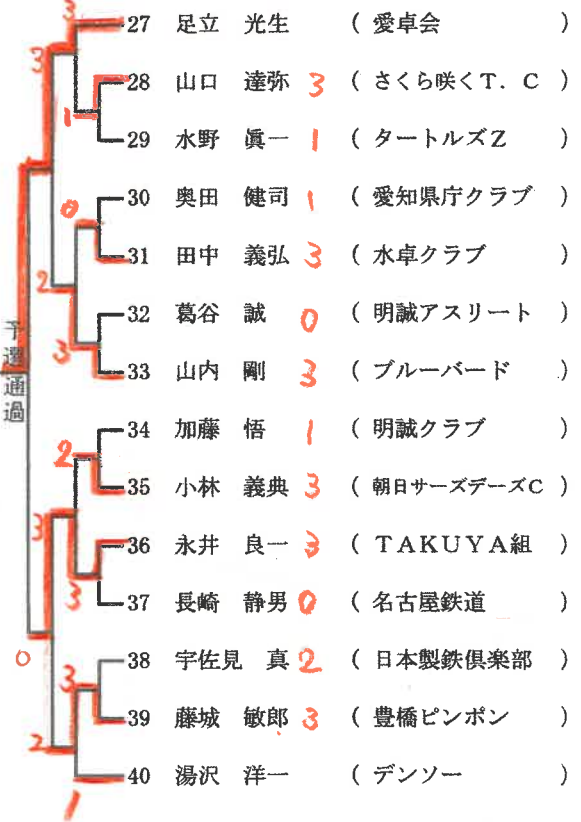 3
27 足立 光生 ( 愛卓会 )
3
28 山口 達弥 3 ( さくら咲くT.C )
1
29 水野 眞一 1 ( タートルズZ )
30 奥田 健司 1 ( 愛知県庁クラブ )
0
31 田中 義弘 3 ( 水卓クラブ )
2
32 葛谷 誠 0 ( 明誠アスリート )
予選通過
3
33 山内 剛 3 ( ブルーバード )
34 加藤 悟 1 ( 明誠クラブ )
2
35 小林 義典 3 ( 朝日サーズデーズC )
3
36 永井 良一 3 ( TAKUYA組 )
3
37 長崎 静男 0 ( 名古屋鉄道 )
0
38 宇佐見 真 2 ( 日本製鉄倶楽部 )
3
39 藤城 敏郎 3 ( 豊橋ピンポン )
2
40 湯沢 洋一 ( デンソー )
1